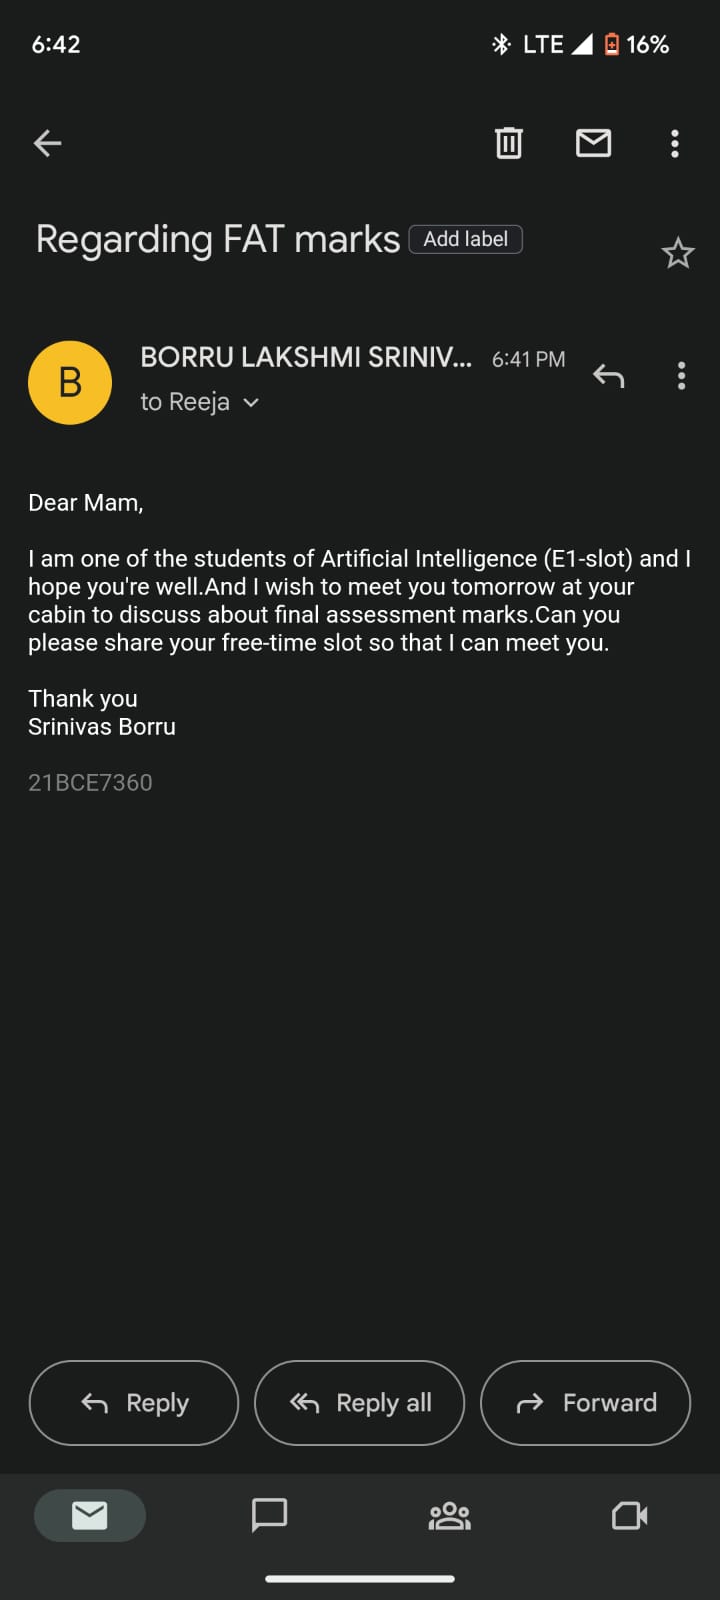 6:42
LTE 16%
Regarding FAT marks Add label
B
BORRU LAKSHMI SRINIV... 6:41 PM
to Reeja
Dear Mam,
I am one of the students of Artificial Intelligence (E1-slot) and I
hope you're well.And I wish to meet you tomorrow at your
cabin to discuss about final assessment marks.Can you
please share your free-time slot so that I can meet you.
Thank you
Srinivas Borru
21BCE7360
Reply Reply all Forward